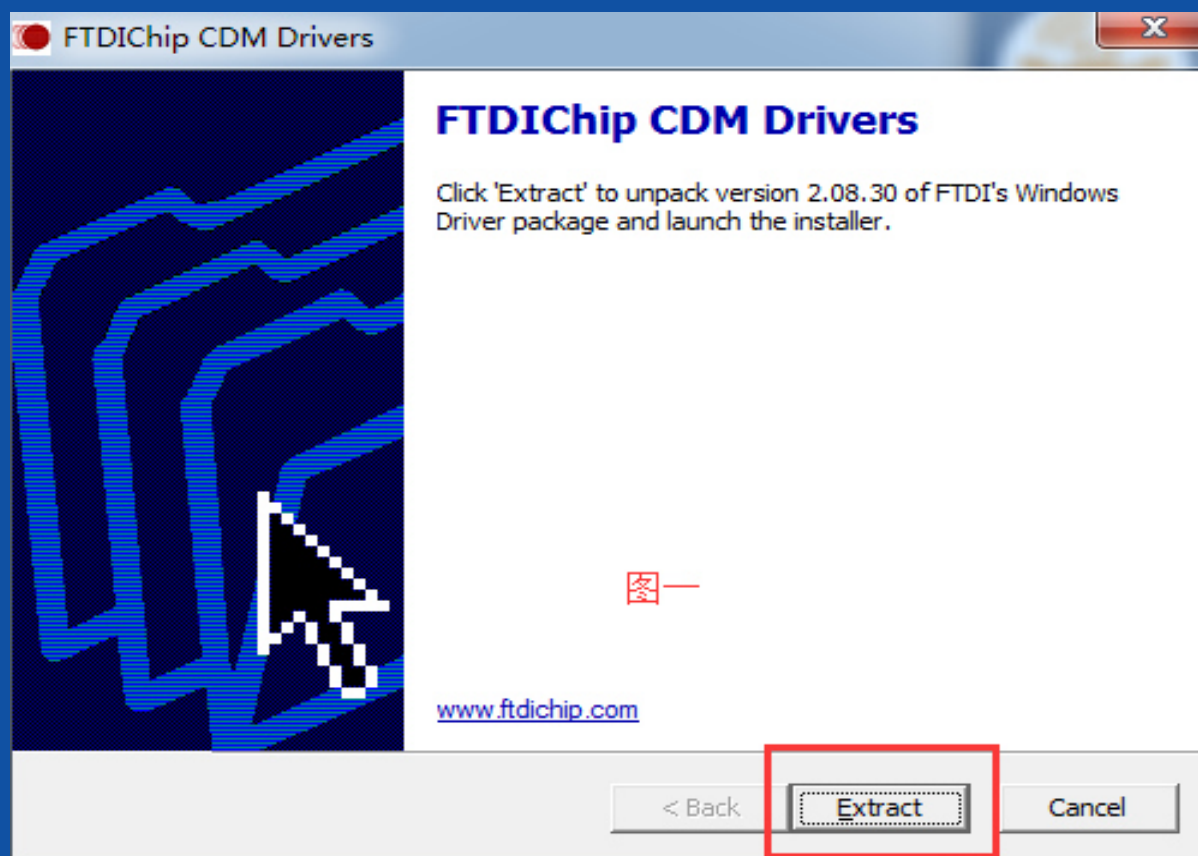 FTDIChip CDM Drivers
FTDIChip CDM Drivers
Click 'Extract' to unpack version 2.08.30 of FTDI's Windows
Driver package and launch the installer.
图一
www.ftdichip.com
< Back
Extract
Cancel